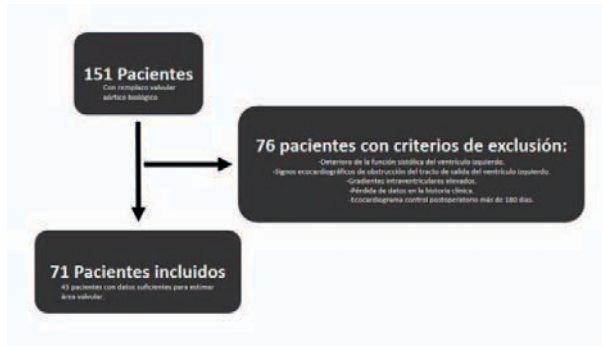 151 Pacientes
Con remplazo valvular
aórtico biológico
76 pacientes con criterios de exclusión:
-Deterioro de la función sistólica del ventrículo izquierdo.
-Signos ecocardiográficos de obstrucción del tracto de salida del ventrículo izquierdo.
-Gradientes intraventriculares elevados.
-Pérdida de datos en la historia clínica.
-Ecocardiograma control postoperatorio más de 180 días.
71 Pacientes incluidos
45 pacientes con datos suficientes para estimar
área valvular.